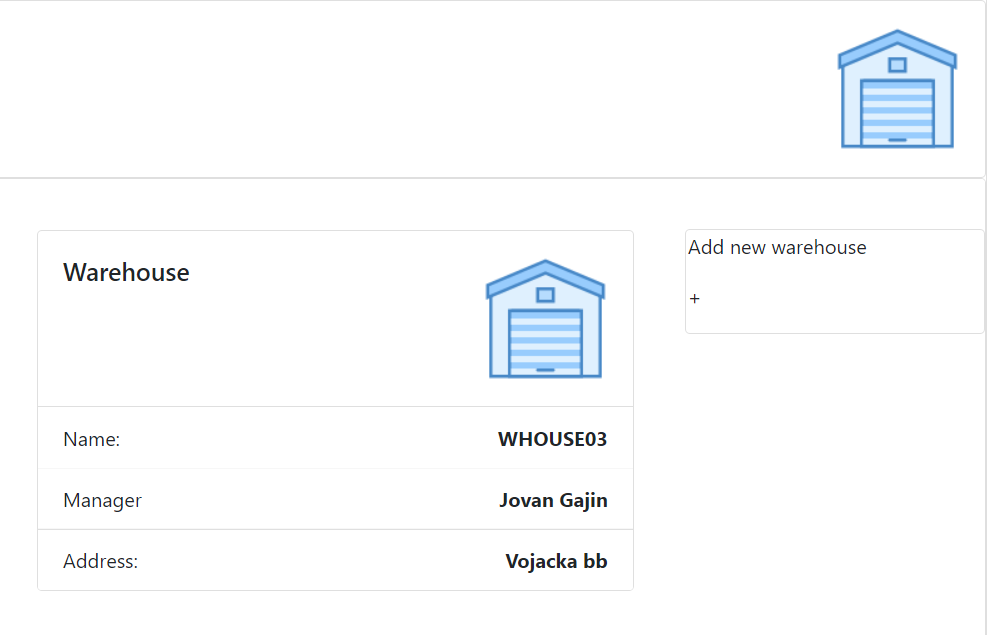 Warehouse
Name: WHOUSE03
Manager Jovan Gajin
Address: Vojacka bb
Add new warehouse
+